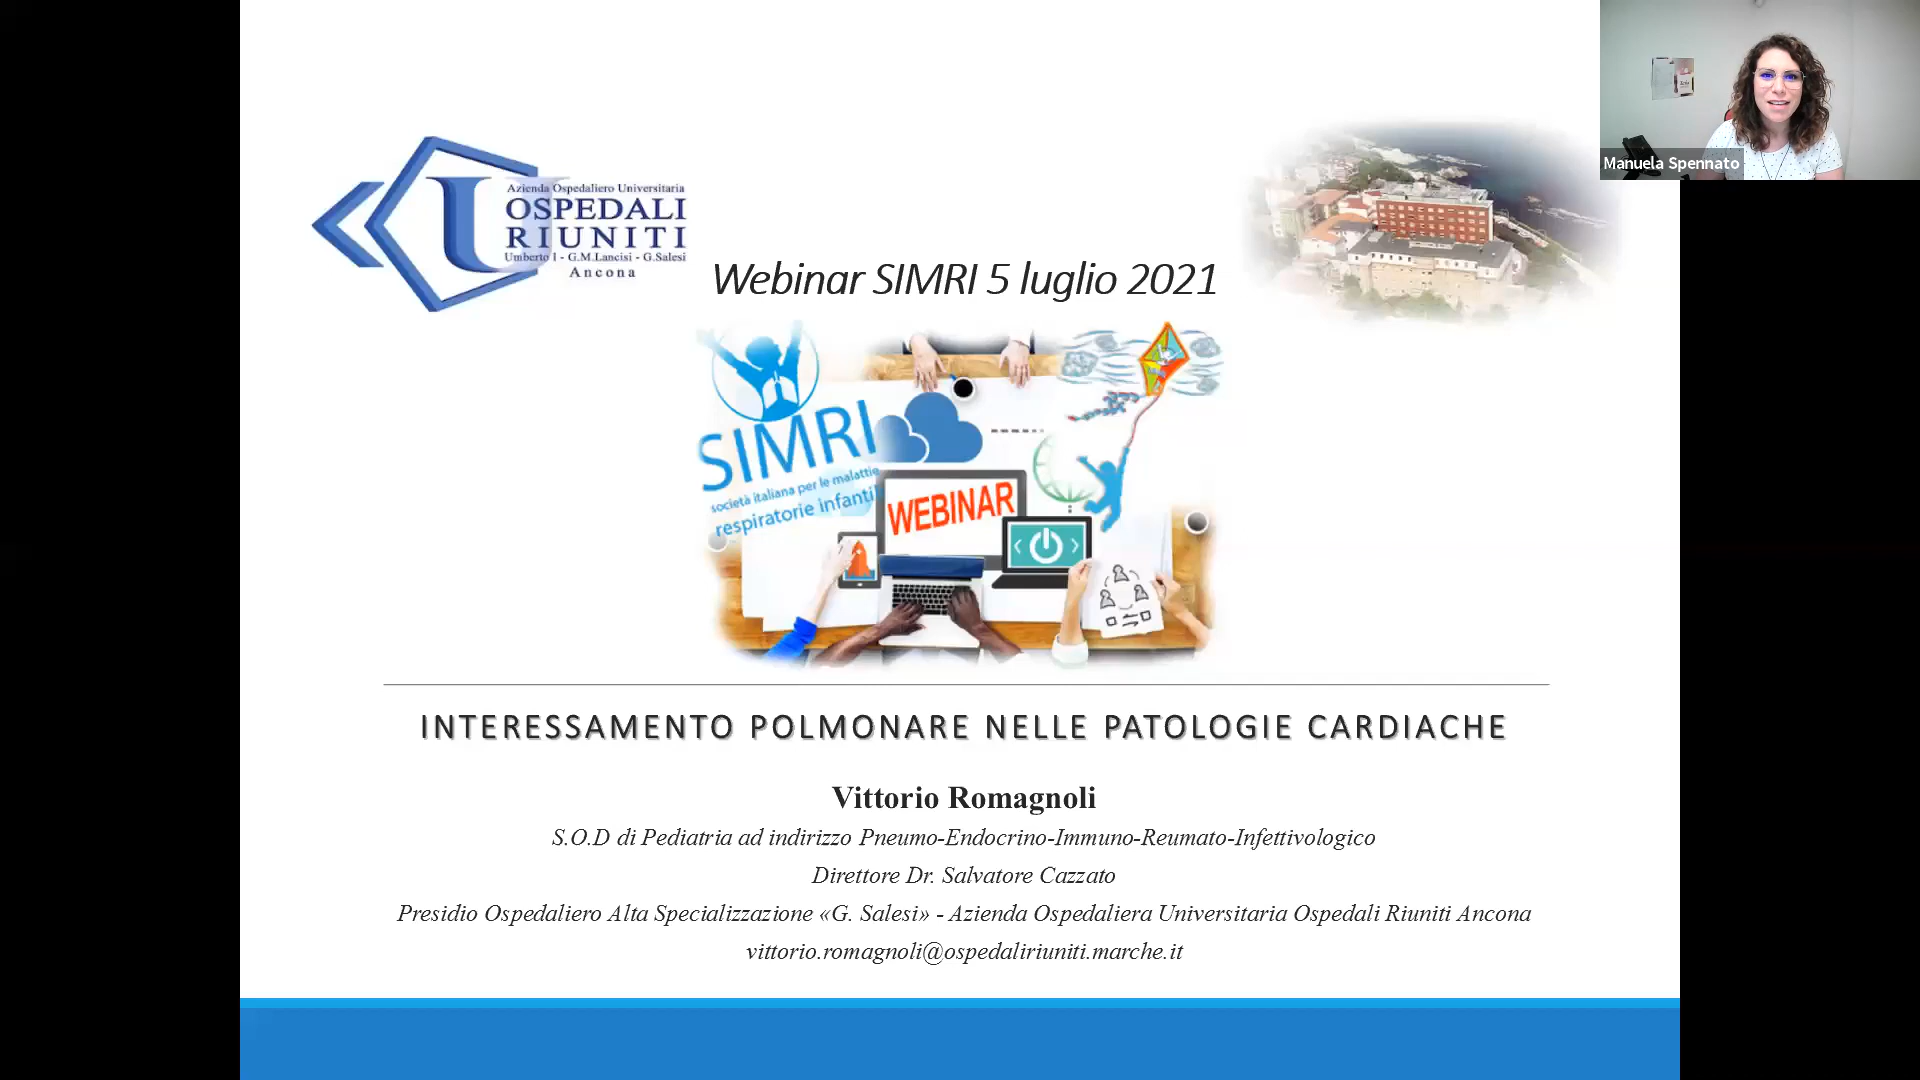 Manuela Spennato
Azienda Ospedaliero Universitaria
OSPEDALI
RIUNITI
Umberto I - G.M.Lancisi - G.Salesi
Ancona
Webinar SIMRI 5 luglio 2021
SIMRI
società italiana per le malattie
respiratorie infantil
WEBINAR
INTERESSAMENTO POLMONARE NELLE PATOLOGIE CARDIACHE
Vittorio Romagnoli
S.O.D di Pediatria ad indirizzo Pneumo-Endocrino-Immuno-Reumato-Infettivologico
Direttore Dr. Salvatore Cazzato
Presidio Ospedaliero Alta Specializzazione «G. Salesi» - Azienda Ospedaliera Universitaria Ospedali Riuniti Ancona
vittorio.romagnoli@ospedaliriuniti.marche.it